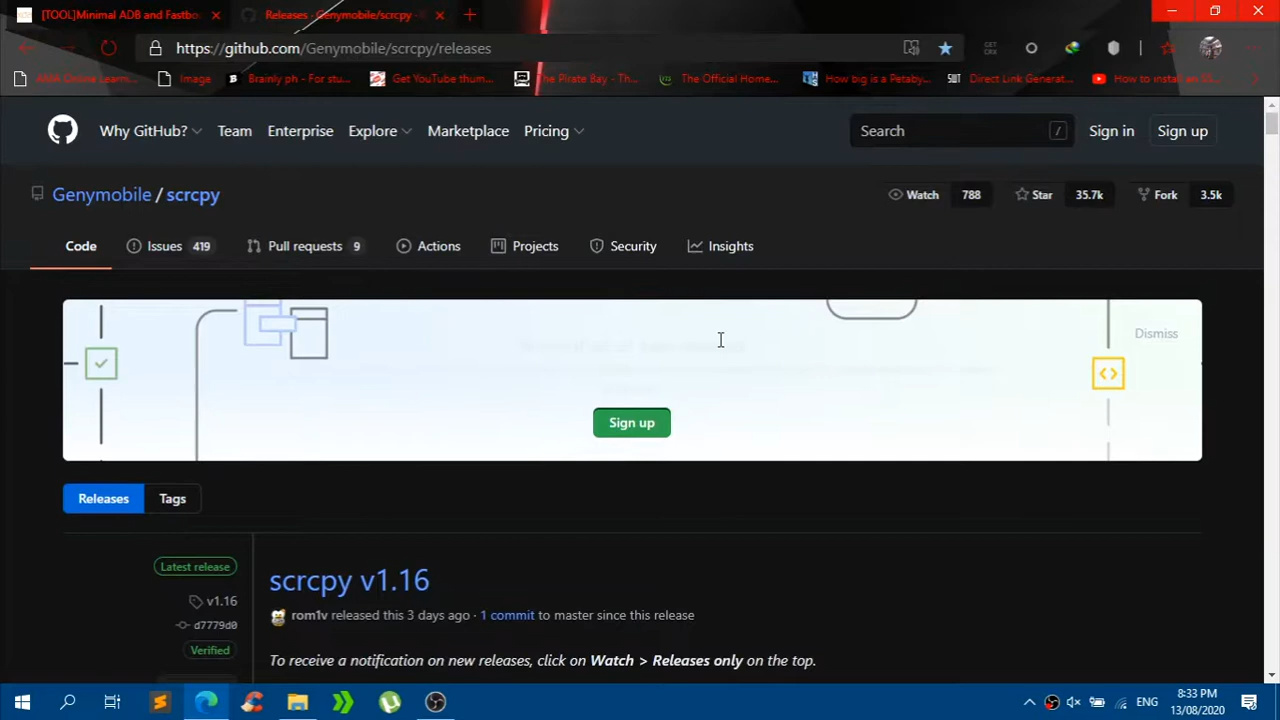 [TOOL]Minimal ADB and Fastbo
Releases · Genymobile/scrcpy ·
https://github.com/Genymobile/scrcpy/releases
GET
CRX
AMA Online Learn...
Image
Brainly ph - For stu...
Get YouTube thum...
The Pirate Bay - Th...
The Official Home...
How big is a Petaby...
Direct Link Generat...
How to install an
Why GitHub?
Team
Enterprise
Explore
Marketplace
Pricing
Search
/
Sign in
Sign up
Genymobile / scrcpy
Watch 788
Star 35.7k
Fork 3.5k
Code
Issues 419
Pull requests 9
Actions
Projects
Security
Insights
Dismiss
Sign up
Releases
Tags
Latest release
v1.16
d7779d0
Verified
scrcpy v1.16
rom1v released this 3 days ago · 1 commit to master since this release
To receive a notification on new releases, click on Watch > Releases only on the top.
ENG
8:33 PM
13/08/2020